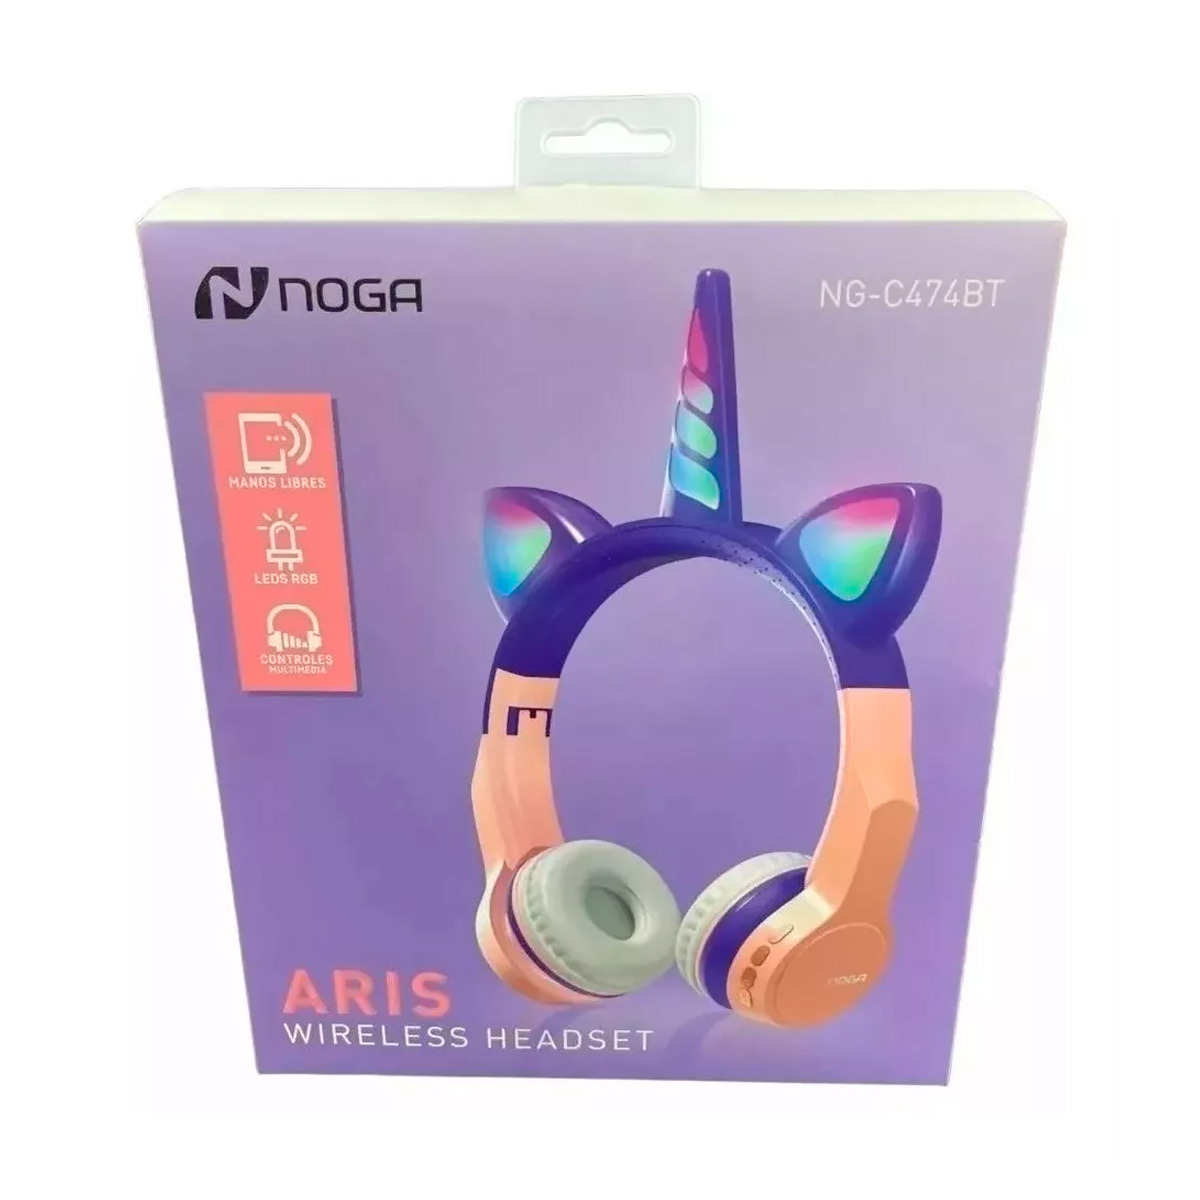 NOGA
NG-C474BT
MANOS LIBRES
LEDS RGB
CONTROLES
MULTIMEDIA
NOGA
ARIS
WIRELESS HEADSET